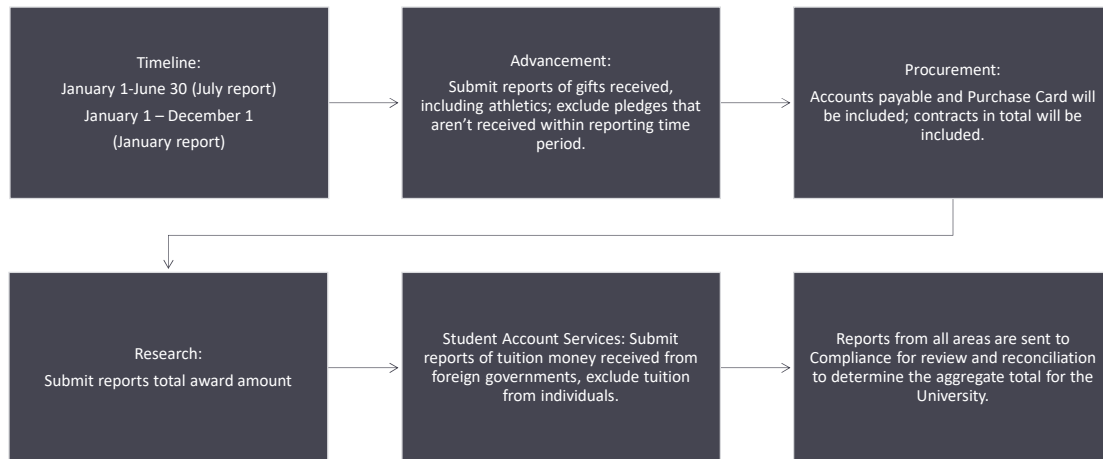 Timeline:
January 1-June 30 (July report)
January 1 – December 1
(January report)
Advancement:
Submit reports of gifts received,
including athletics; exclude pledges that
aren’t received within reporting time
period.
Procurement:
Accounts payable and Purchase Card will
be included; contracts in total will be
included.
Research:
Submit reports total award amount
Student Account Services: Submit
reports of tuition money received from
foreign governments, exclude tuition
from individuals.
Reports from all areas are sent to
Compliance for review and reconciliation
to determine the aggregate total for the
University.